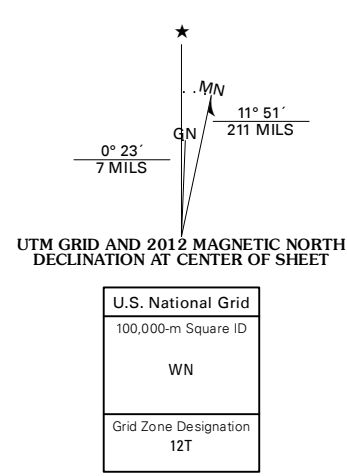 ★
MN
GN
11° 51´
211 MILS
0° 23´
7 MILS
UTM GRID AND 2012 MAGNETIC NORTH
DECLINATION AT CENTER OF SHEET
U.S. National Grid
100,000-m Square ID
WN
Grid Zone Designation
12T